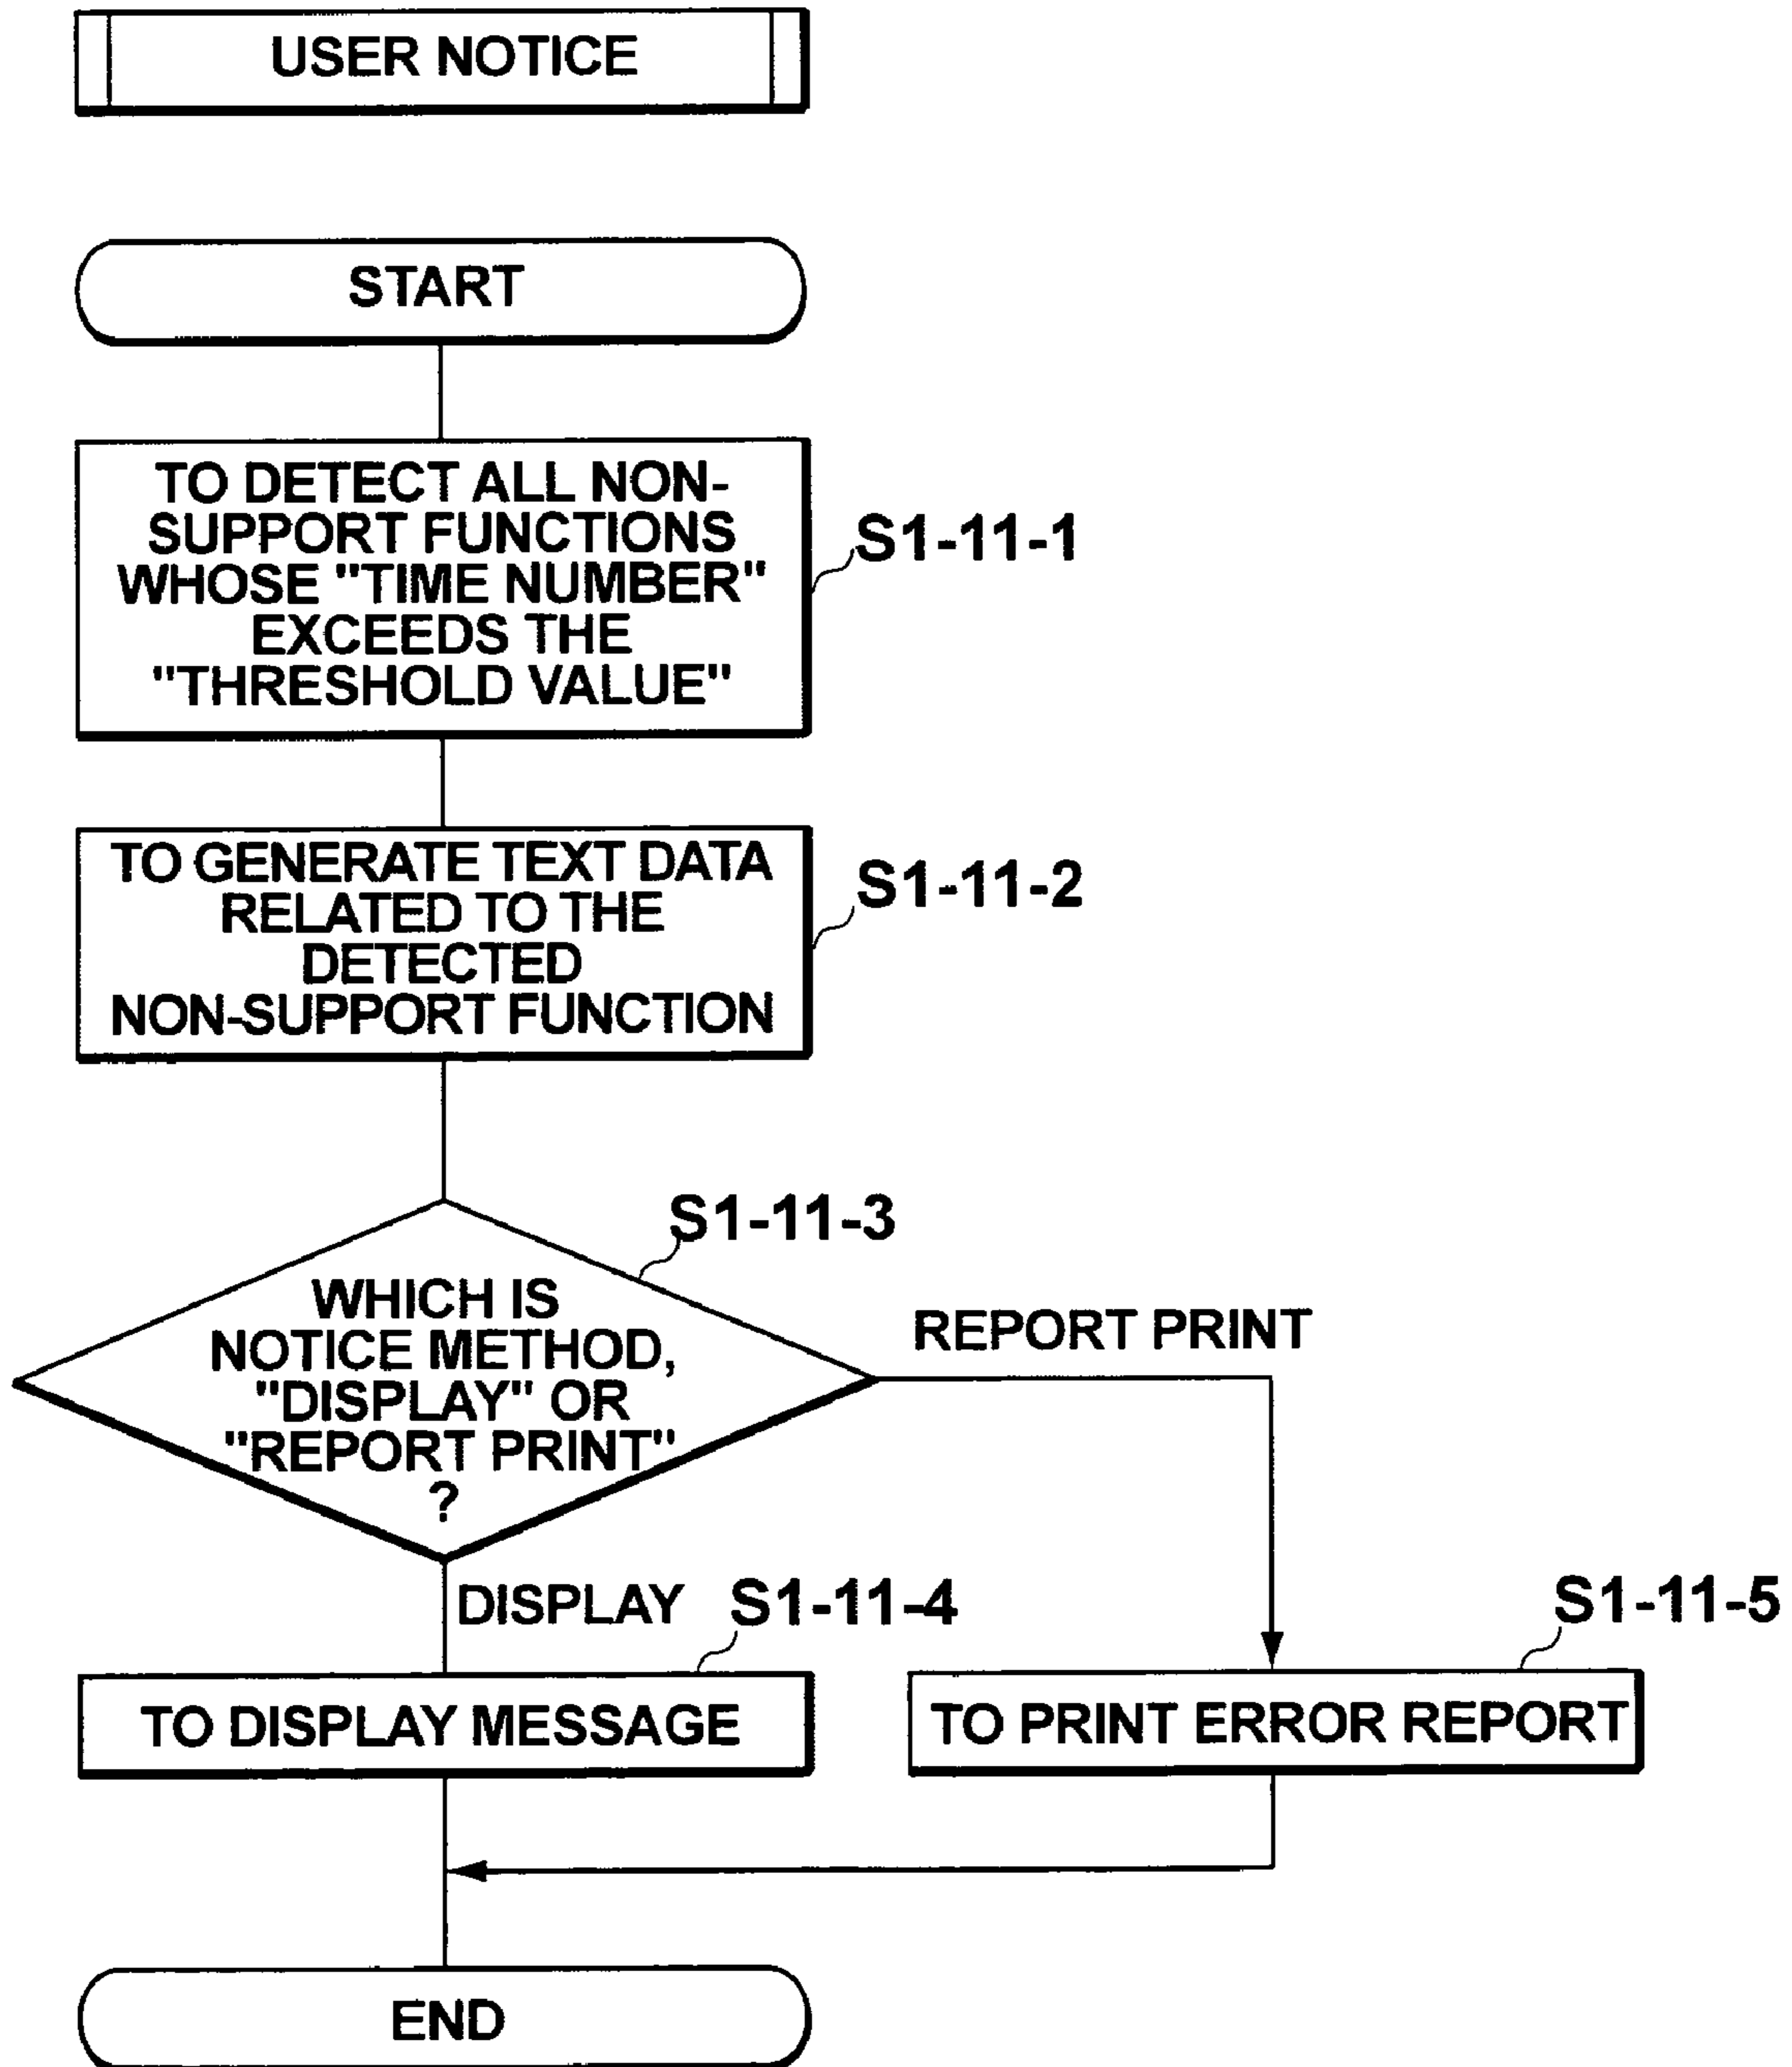 USER NOTICE
START
TO DETECT ALL NON-
SUPPORT FUNCTIONS
WHOSE "TIME NUMBER"
EXCEEDS THE
"THRESHOLD VALUE"
S1-11-1
TO GENERATE TEXT DATA
RELATED TO THE
DETECTED
NON-SUPPORT FUNCTION
S1-11-2
S1-11-3
WHICH IS
NOTICE METHOD,
"DISPLAY" OR
"REPORT PRINT"
?
REPORT PRINT
DISPLAY
S1-11-4
TO DISPLAY MESSAGE
S1-11-5
TO PRINT ERROR REPORT
END